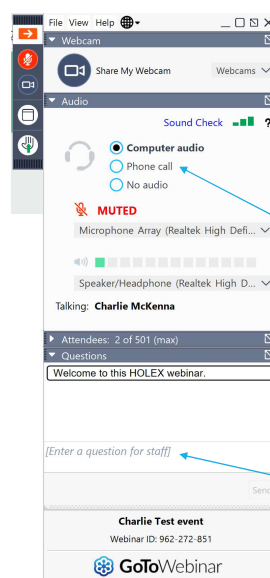 File View Help
Webcam
Share My Webcam
Webcams
Audio
Sound Check
?
Computer audio
Phone call
No audio
MUTED
Microphone Array (Realtek High Defi...
Speaker/Headphone (Realtek High D...
Talking: Charlie McKenna
Attendees: 2 of 501 (max)
Questions
Welcome to this HOLEX webinar.
[Enter a question for staff]
Send
Charlie Test event
Webinar ID: 962-272-851
GoToWebinar